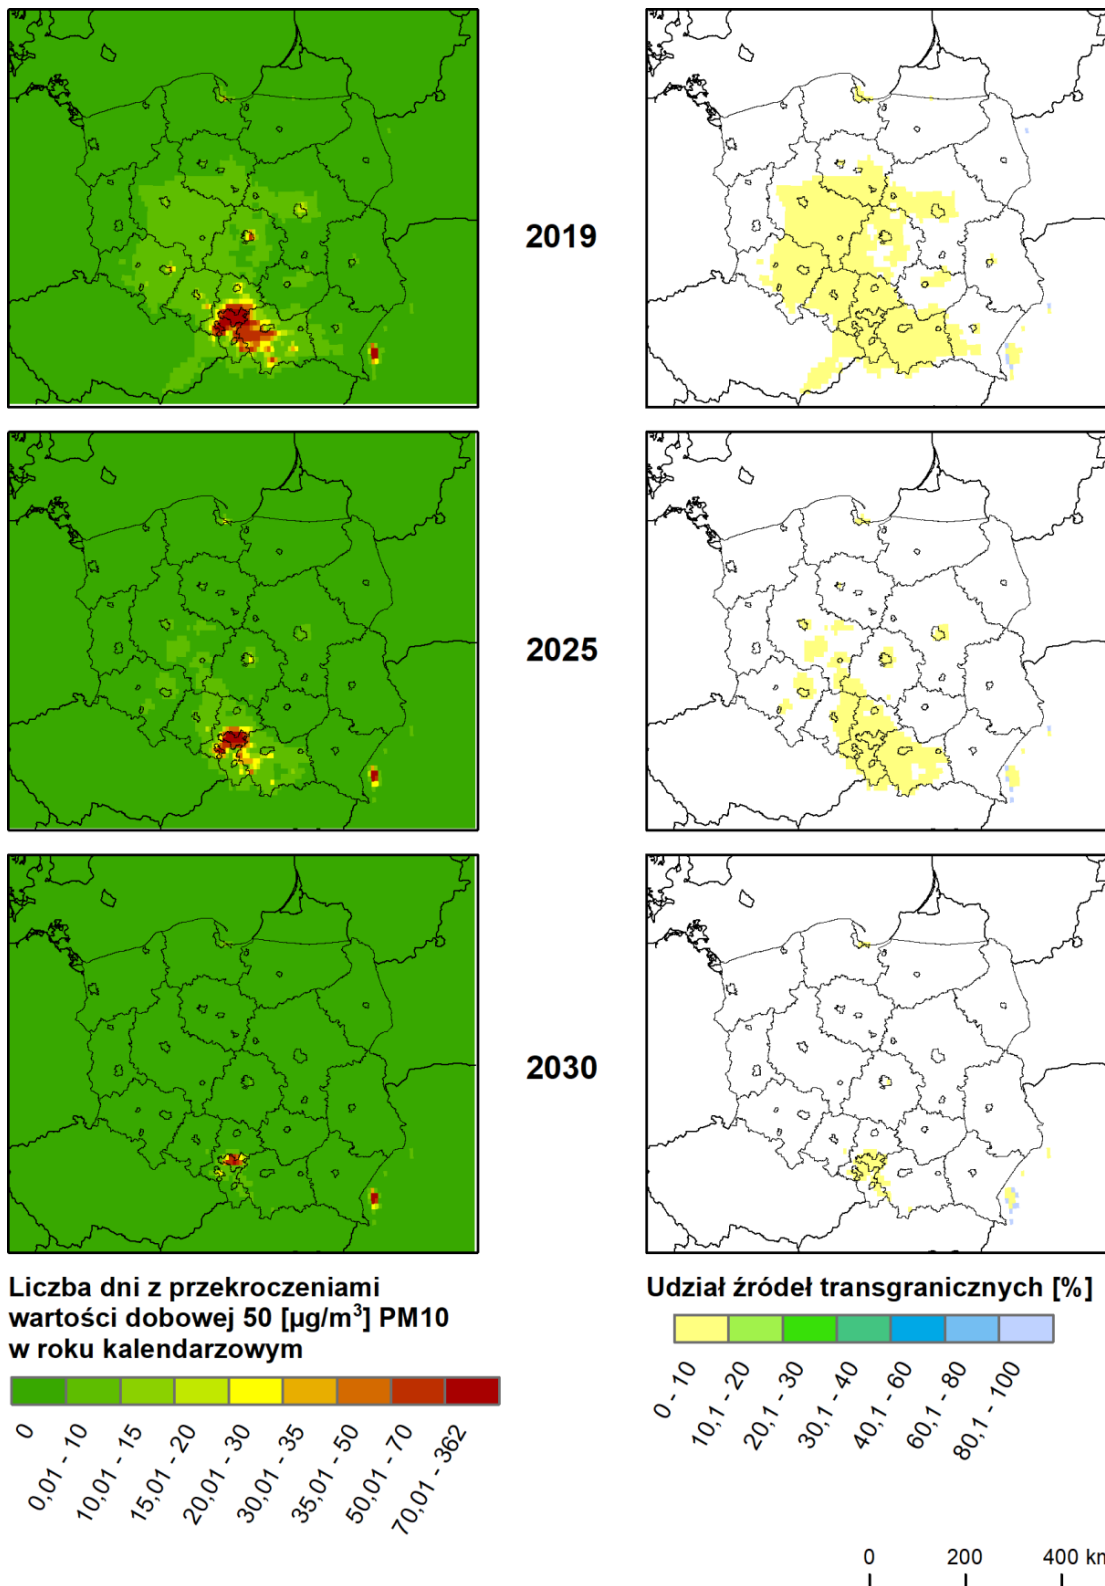 2019
2025
2030
Liczba dni z przekroczeniami
wartości dobowej 50 [µg/m³] PM10
w roku kalendarzowym
0
0,01 - 10
10,01 - 15
15,01 - 20
20,01 - 30
30,01 - 35
35,01 - 50
50,01 - 70
70,01 - 362
Udział źródeł transgranicznych [%]
0 - 10
10,1 - 20
20,1 - 30
30,1 - 40
40,1 - 60
60,1 - 80
80,1 - 100
0 200 400 km